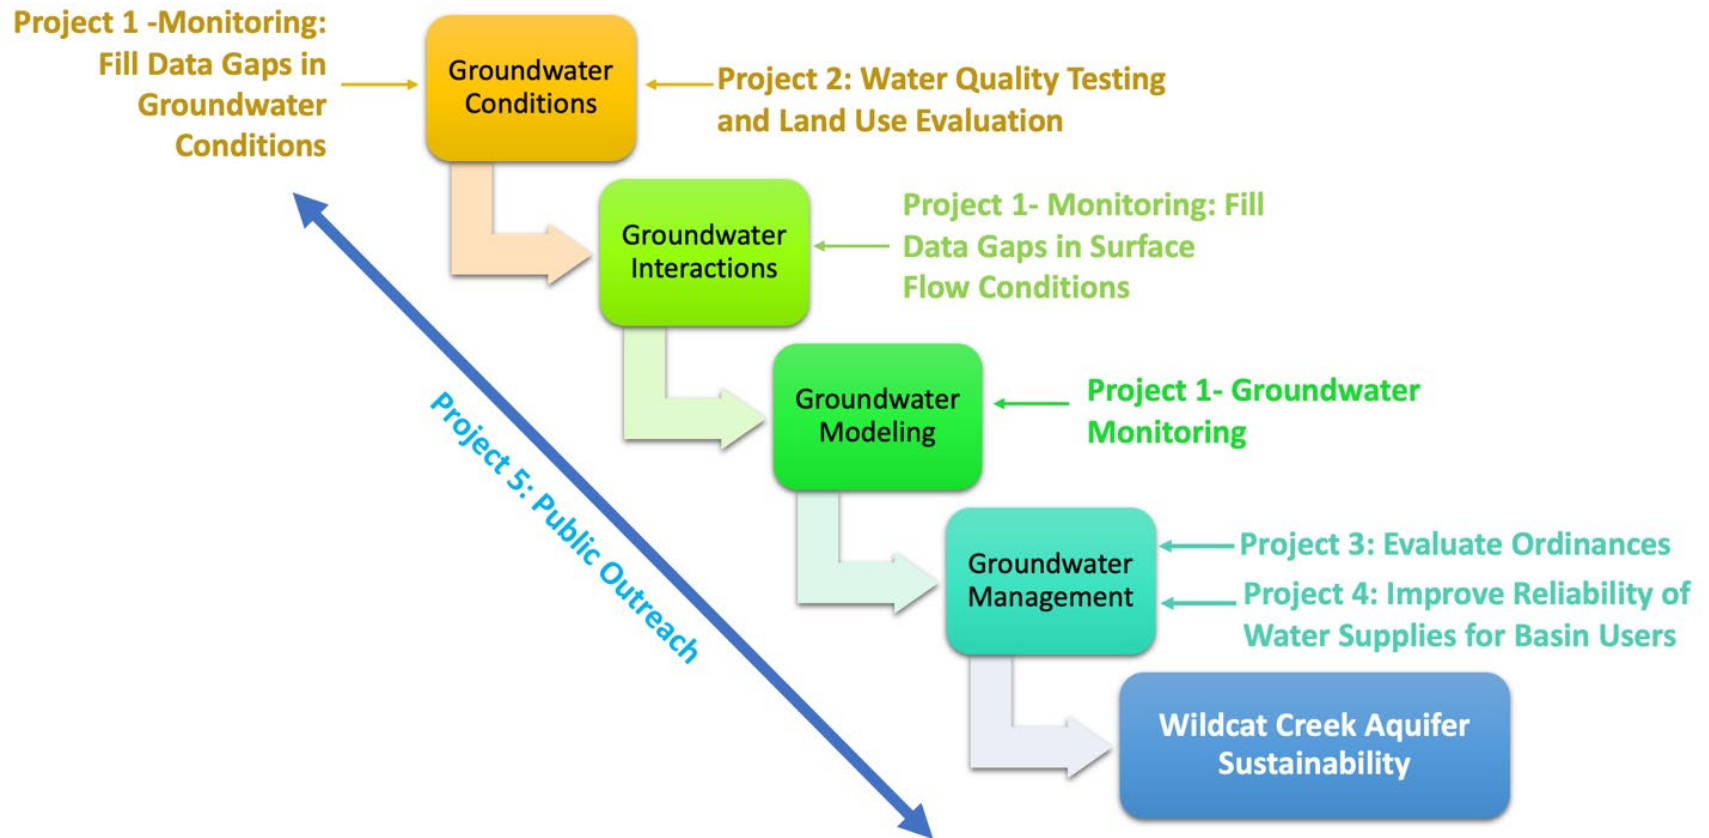 Project 1 -Monitoring:
Fill Data Gaps in
Groundwater
Conditions
Groundwater
Conditions
Project 2: Water Quality Testing
and Land Use Evaluation
Groundwater
Interactions
Project 1- Monitoring: Fill
Data Gaps in Surface
Flow Conditions
Groundwater
Modeling
Project 1- Groundwater
Monitoring
Project 5: Public Outreach
Groundwater
Management
Project 3: Evaluate Ordinances
Project 4: Improve Reliability of
Water Supplies for Basin Users
Wildcat Creek Aquifer
Sustainability